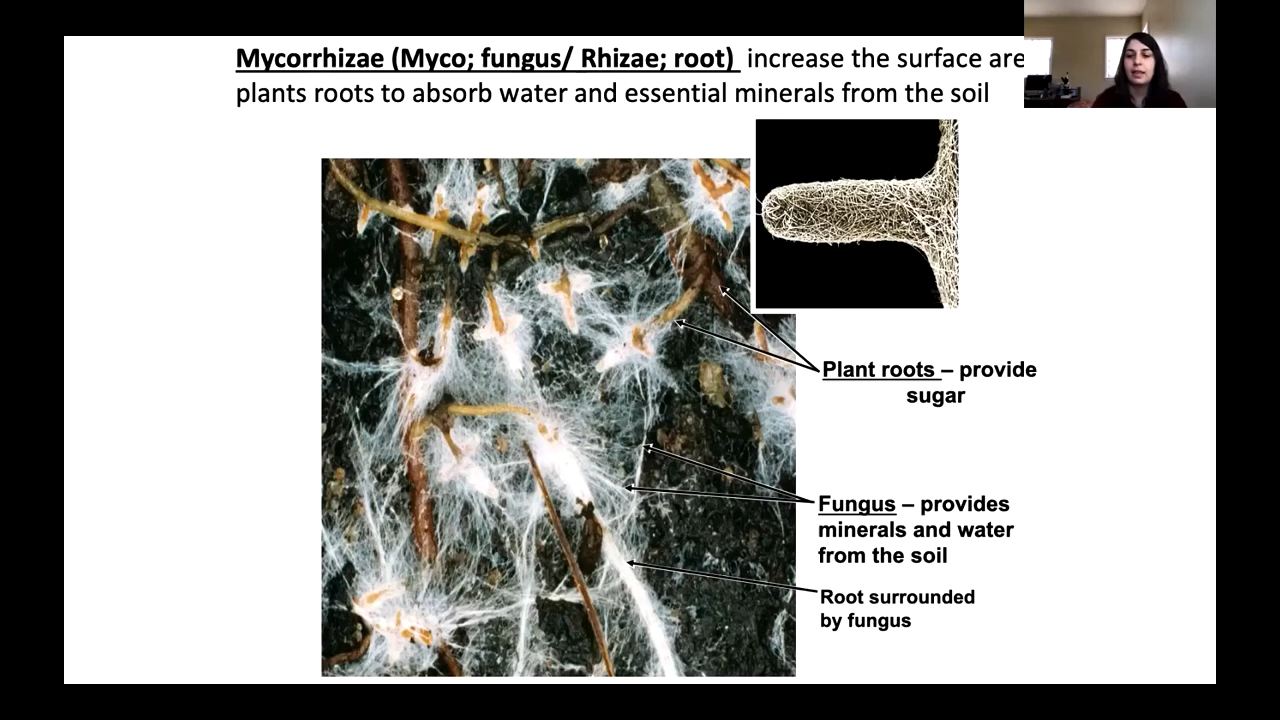 Mycorrhizae (Myco; fungus/ Rhizae; root) increase the surface are
plants roots to absorb water and essential minerals from the soil
Plant roots – provide
sugar
Fungus – provides
minerals and water
from the soil
Root surrounded
by fungus